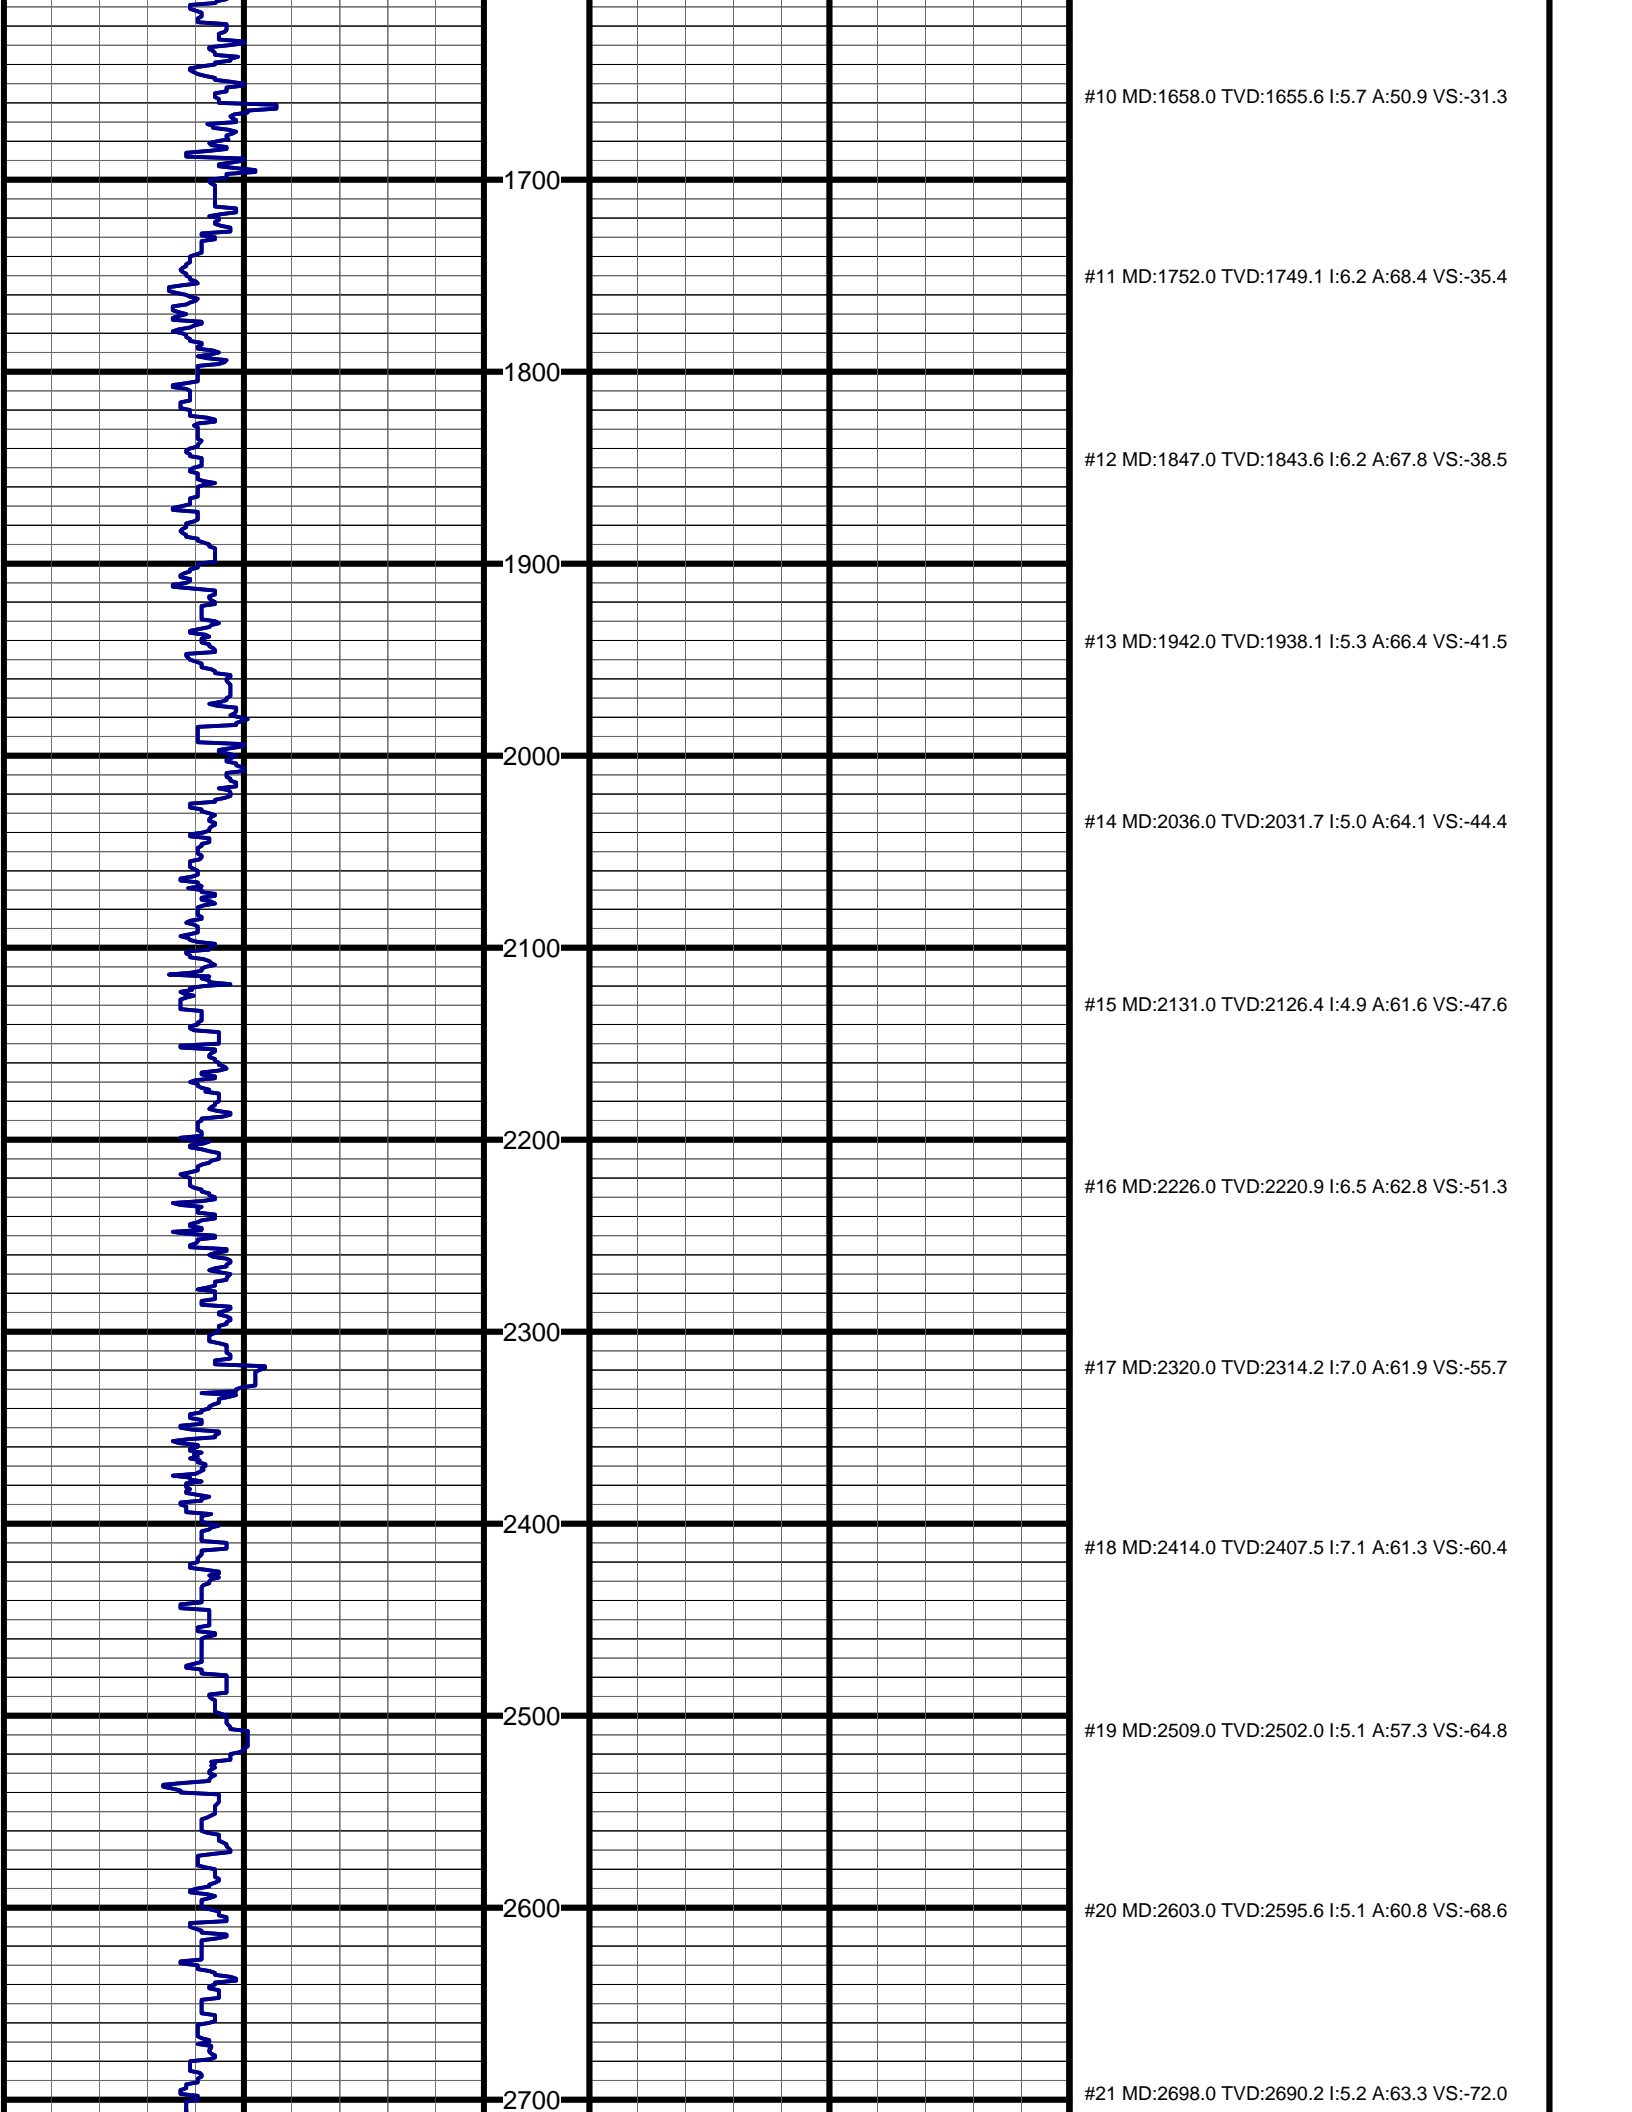 #10 MD:1658.0 TVD:1655.6 I:5.7 A:50.9 VS:-31.3
1700
#11 MD:1752.0 TVD:1749.1 I:6.2 A:68.4 VS:-35.4
1800
#12 MD:1847.0 TVD:1843.6 I:6.2 A:67.8 VS:-38.5
1900
#13 MD:1942.0 TVD:1938.1 I:5.3 A:66.4 VS:-41.5
2000
#14 MD:2036.0 TVD:2031.7 I:5.0 A:64.1 VS:-44.4
2100
#15 MD:2131.0 TVD:2126.4 I:4.9 A:61.6 VS:-47.6
2200
#16 MD:2226.0 TVD:2220.9 I:6.5 A:62.8 VS:-51.3
2300
#17 MD:2320.0 TVD:2314.2 I:7.0 A:61.9 VS:-55.7
2400
#18 MD:2414.0 TVD:2407.5 I:7.1 A:61.3 VS:-60.4
2500
#19 MD:2509.0 TVD:2502.0 I:5.1 A:57.3 VS:-64.8
2600
#20 MD:2603.0 TVD:2595.6 I:5.1 A:60.8 VS:-68.6
#21 MD:2698.0 TVD:2690.2 I:5.2 A:63.3 VS:-72.0
2700